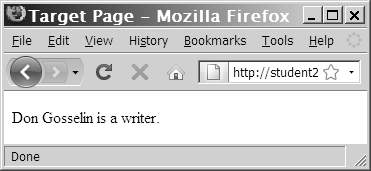 Target Page - Mozilla Firefox
File Edit View History Bookmarks Tools Help
http://student2
Don Gosselin is a writer.
Done